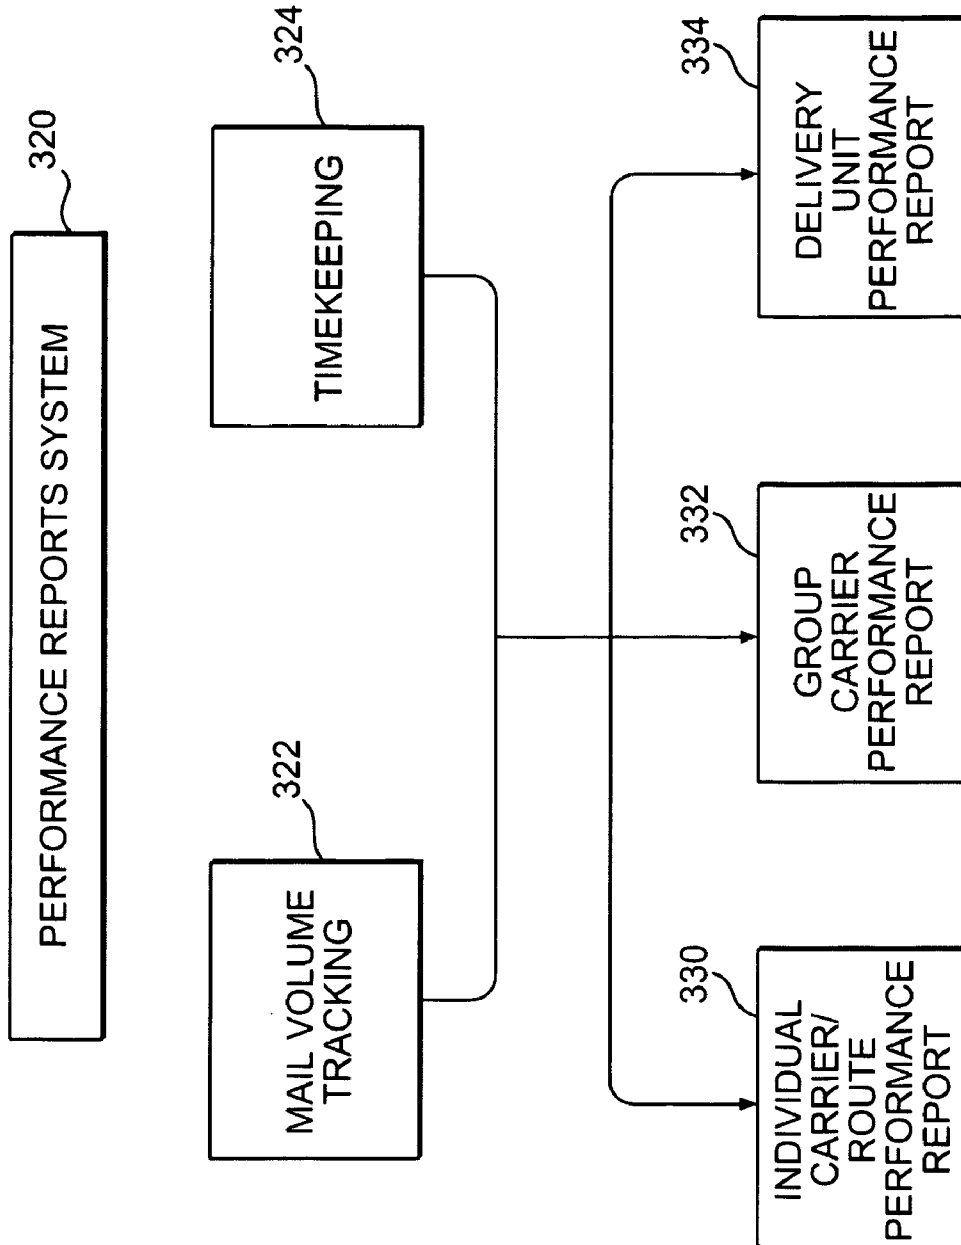 PERFORMANCE REPORTS SYSTEM
320
MAIL VOLUME
TRACKING
322
TIMEKEEPING
324
INDIVIDUAL
CARRIER/
ROUTE
PERFORMANCE
REPORT
330
GROUP
CARRIER
PERFORMANCE
REPORT
332
DELIVERY
UNIT
PERFORMANCE
REPORT
334